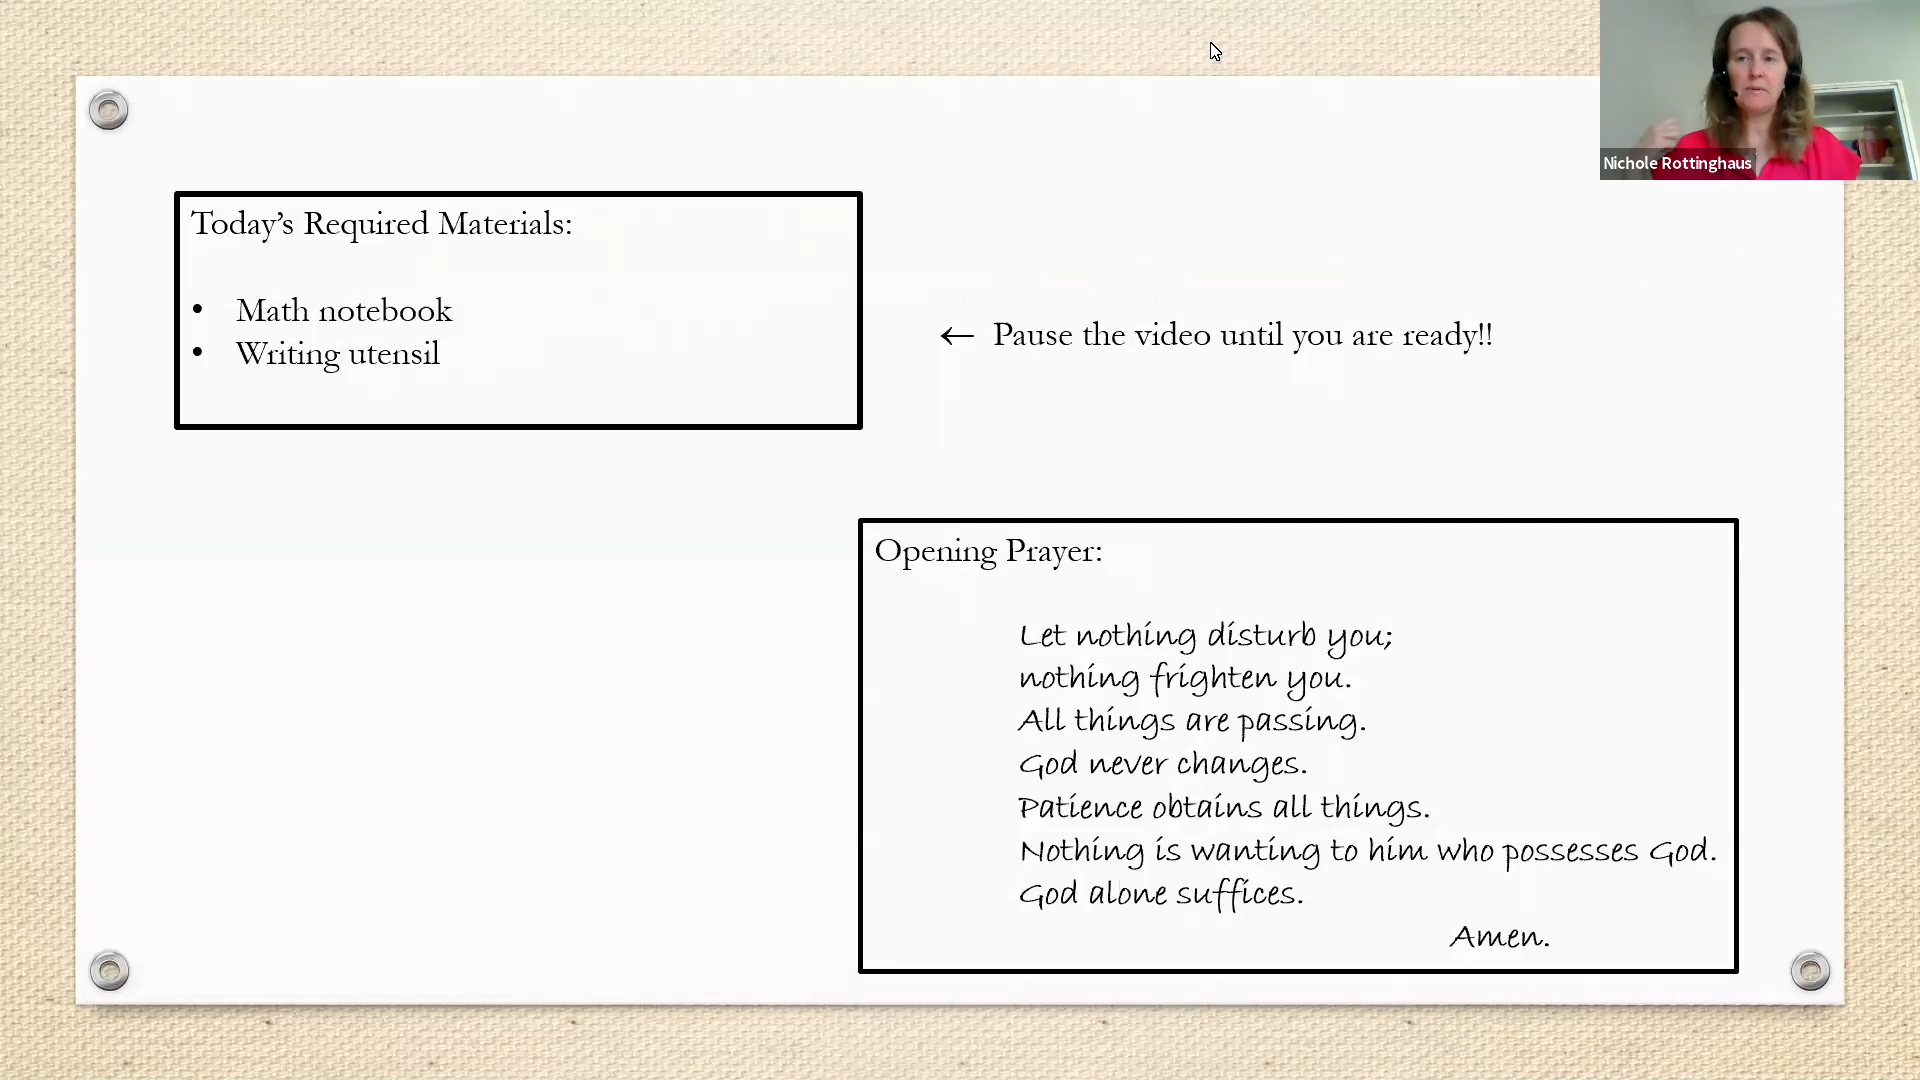 Nichole Rottinghaus
Today's Required Materials:
• Math notebook
• Writing utensil
← Pause the video until you are ready!!
Opening Prayer:
Let nothing disturb you;
nothing frighten you.
All things are passing.
God never changes.
Patience obtains all things.
Nothing is wanting to him who possesses God.
God alone suffices.
Amen.